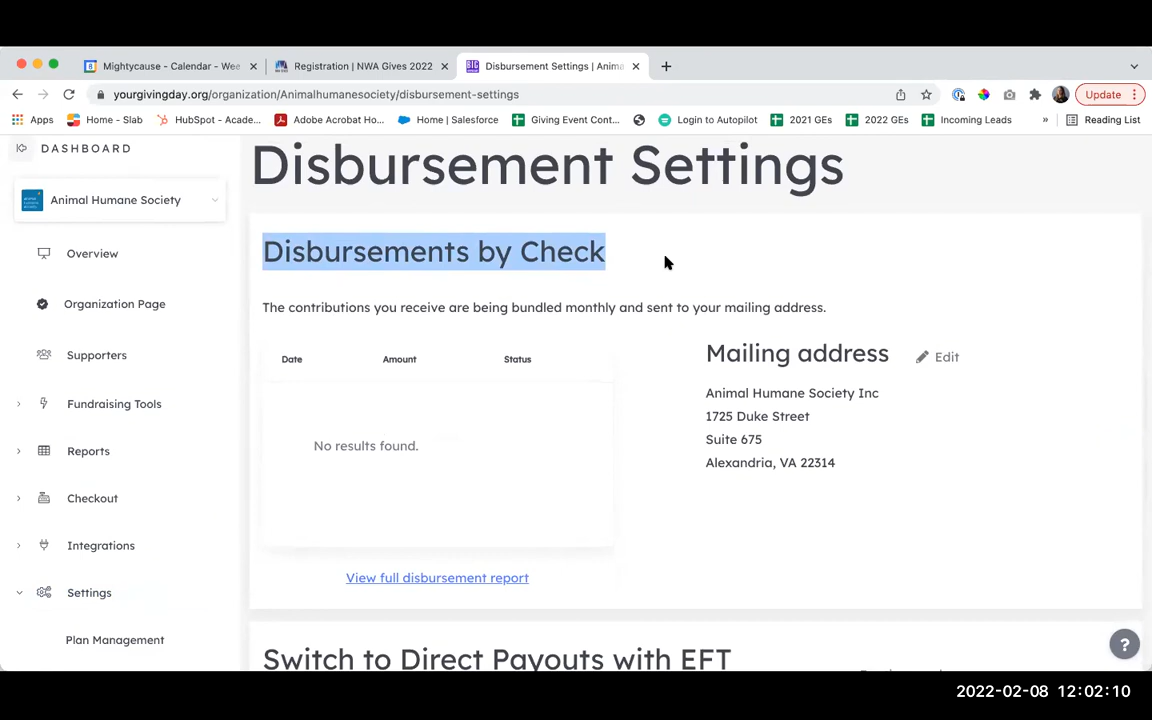 Mightycause - Calendar - Wee
Registration | NWA Gives 2022
Disbursement Settings | Anima
yourgivingday.org/organization/Animalhumanesociety/disbursement-settings
Update
Apps
Home - Slab
HubSpot - Acade...
Adobe Acrobat Ho...
Home | Salesforce
Giving Event Cont...
Login to Autopilot
2021 GEs
2022 GEs
Incoming Leads
»
Reading List
DASHBOARD
Animal Humane Society
Overview
Organization Page
Supporters
Fundraising Tools
Reports
Checkout
Integrations
Settings
Plan Management
Disbursement Settings
Disbursements by Check
The contributions you receive are being bundled monthly and sent to your mailing address.
Date Amount Status
No results found.
View full disbursement report
Mailing address
Edit
Animal Humane Society Inc
1725 Duke Street
Suite 675
Alexandria, VA 22314
Switch to Direct Payouts with EFT
?
2022-02-08 12:02:10